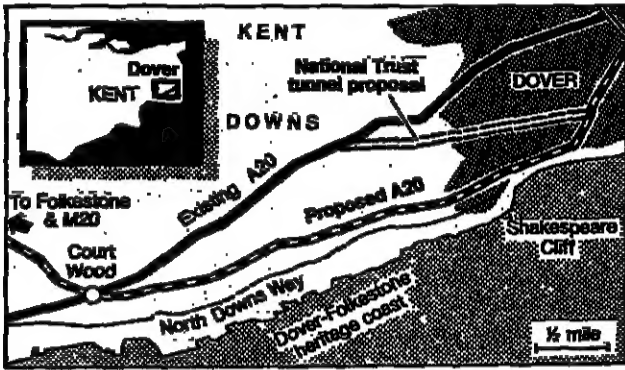 KENT
Dover
KENT
National Trust
tunnel proposal
DOVER
DOWNS
Existing A20
Proposed A20
To Folkestone
& M20
Court
Wood
Shakespeare
Cliff
North Downs Way
Dover-Folkestone
heritage coast
½ mile